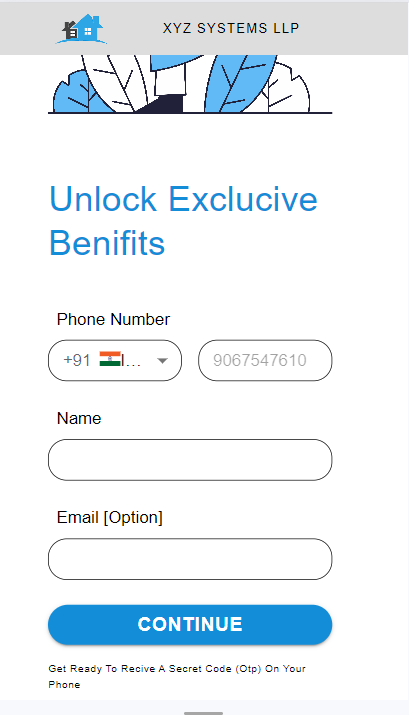 XYZ SYSTEMS LLP
Unlock Exclucive
Benifits
Phone Number
+91 I...
9067547610
Name
Email [Option]
CONTINUE
Get Ready To Recive A Secret Code (Otp) On Your
Phone